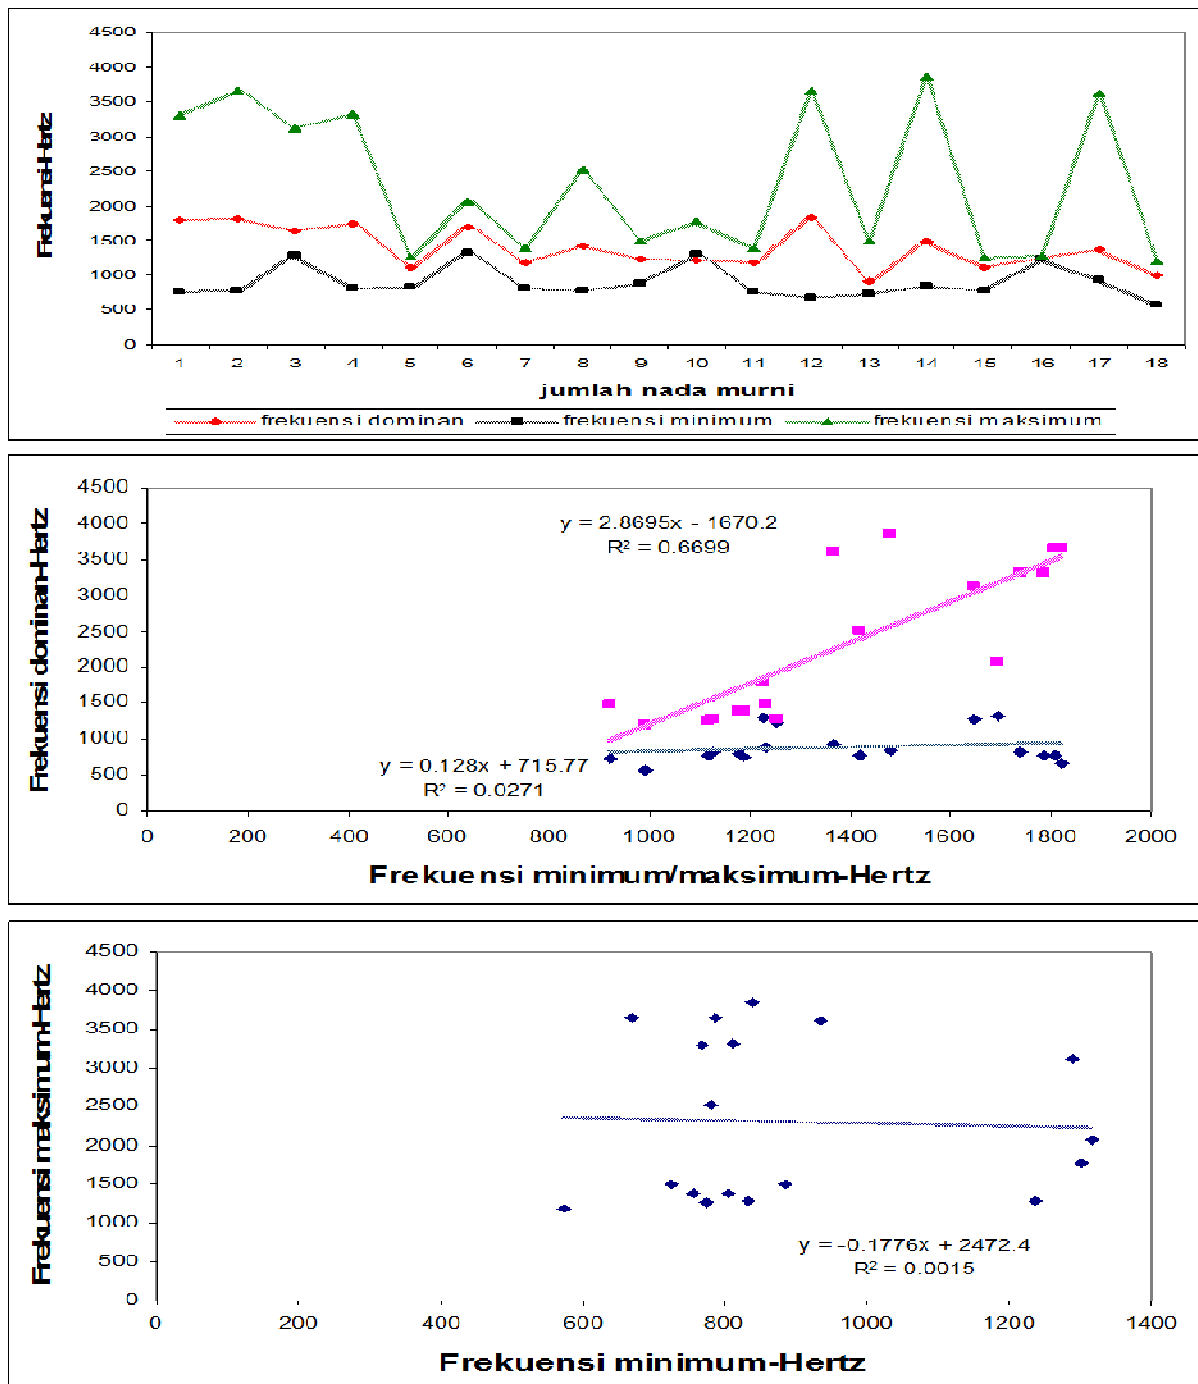 4500
4000
3500
3000
2500
2000
1500
1000
500
0
Frekuensi-Hertz
1 2 3 4 5 6 7 8 9 10 11 12 13 14 15 16 17 18
jumlah nada murni
frekuensi dominan frekuensi minimum frekuensi maksimum
4500
4000
3500
3000
2500
2000
1500
1000
500
0
Frekuensi dominan-Hertz
y = 2.8695x - 1670.2
R² = 0.6699
y = 0.128x + 715.77
R² = 0.0271
0 200 400 600 800 1000 1200 1400 1600 1800 2000
Frekuensi minimum/maksimum-Hertz
4500
4000
3500
3000
2500
2000
1500
1000
500
0
Frekuensi maksimum-Hertz
y = -0.1776x + 2472.4
R² = 0.0015
0 200 400 600 800 1000 1200 1400
Frekuensi minimum-Hertz